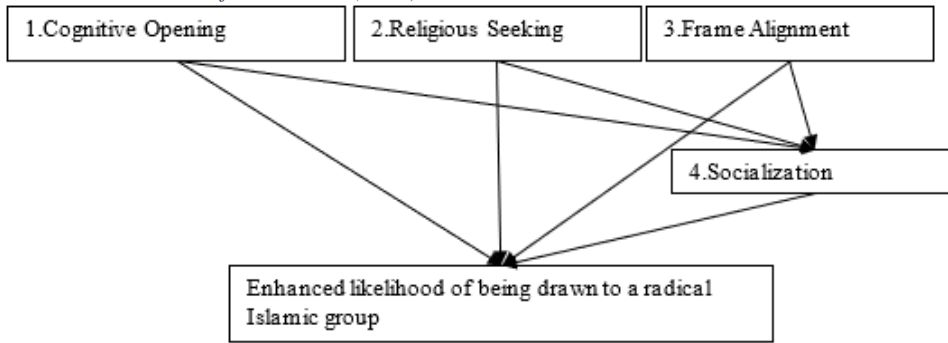 1.Cognitive Opening
2.Religious Seeking
3.Frame Alignment
4.Socialization
Enhanced likelihood of being drawn to a radical
Islamic group